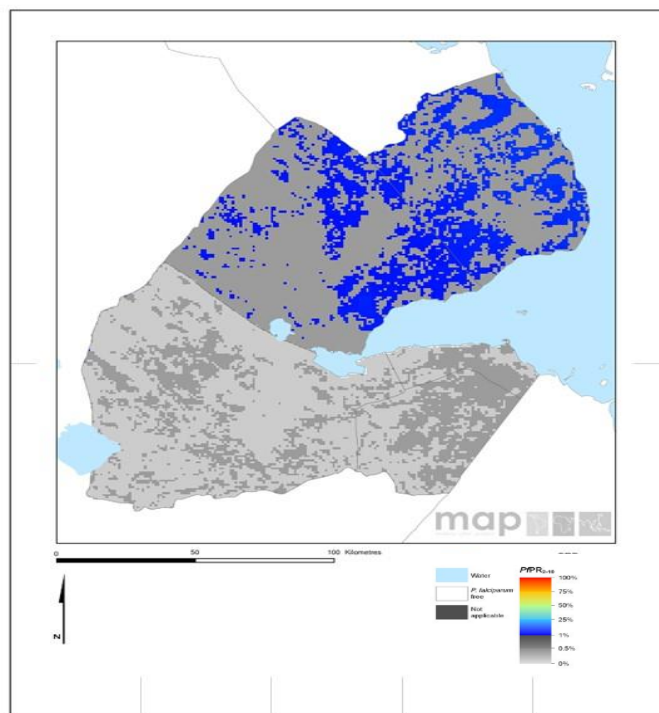 map
0
50
100 Kilometres
N
Water
P. falciparum
free
Not
applicable
PfPR₂₋₁₀
100%
75%
50%
25%
1%
0.5%
0%